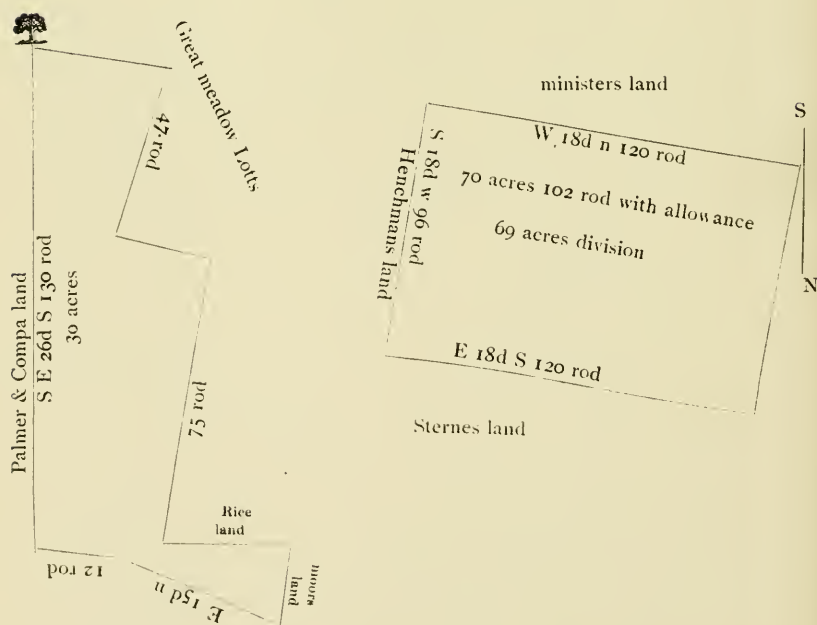 Great meadow Lotts
47 rod
Palmer & Compa land
S E 26d S 130 rod
30 acres
75 rod
Rice
land
moors
land
12 rod
E 15d n
ministers land
W. 18d n 120 rod
S 18d w 96 rod
Henchmans land
70 acres 102 rod with allowance
69 acres division
E 18d S 120 rod
Sternes land
S
N